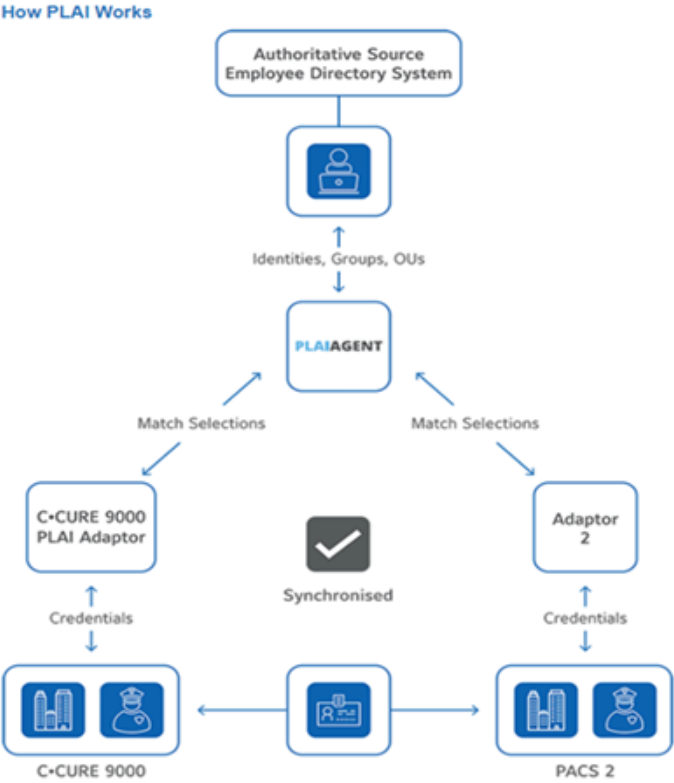 How PLAI Works
Authoritative Source
Employee Directory System
Identities, Groups, OUs
PLAIAGENT
Match Selections
Match Selections
C•CURE 9000
PLAI Adaptor
Adaptor
2
Synchronised
Credentials
Credentials
C•CURE 9000
PACS 2